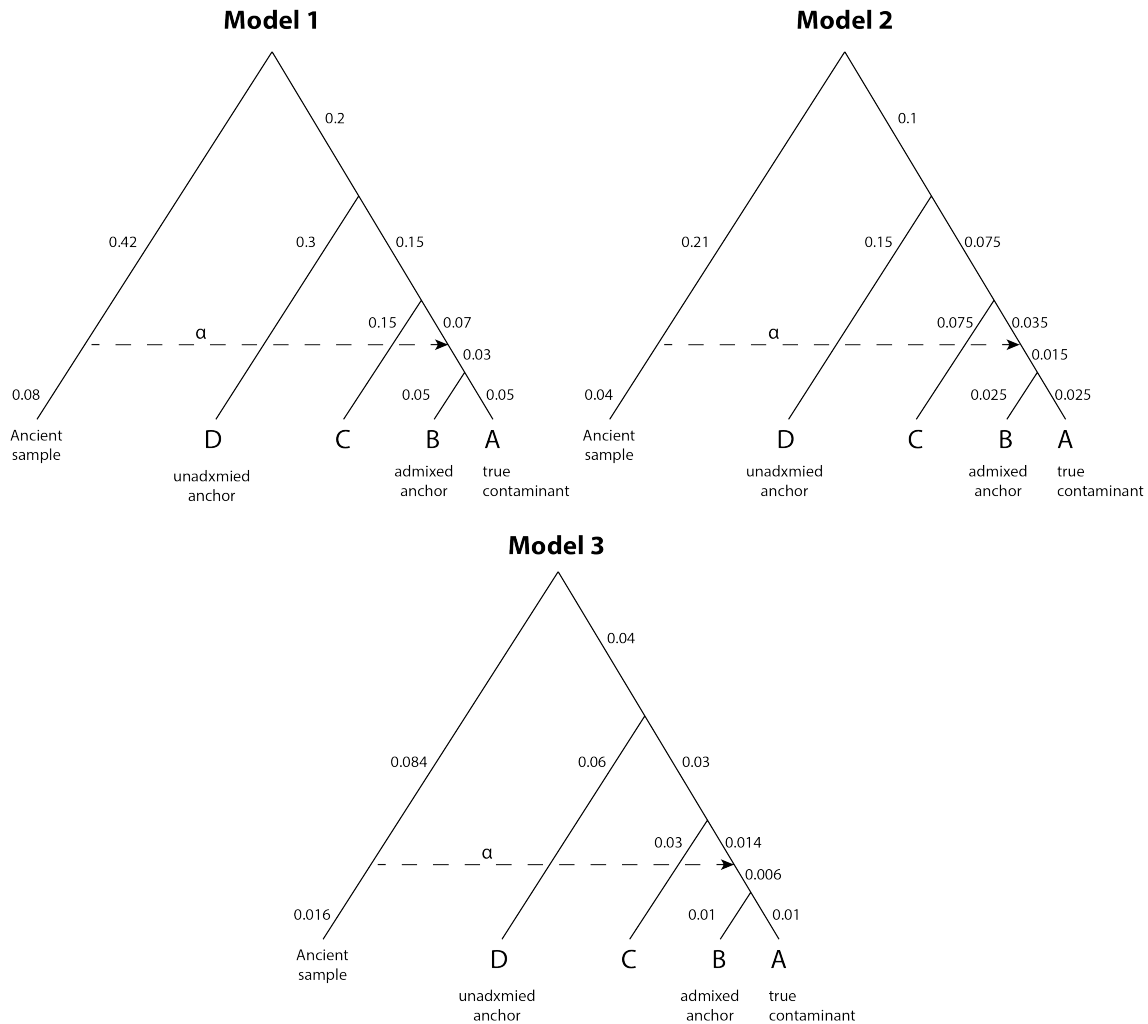 Model 1
0.2
0.42
0.3
0.15
α
0.15
0.07
0.03
0.08
0.05
0.05
Ancient
sample
D
C
B
A
unadxmied
anchor
admixed
anchor
true
contaminant
Model 2
0.1
0.21
0.15
0.075
α
0.075
0.035
0.015
0.04
0.025
0.025
Ancient
sample
D
C
B
A
unadxmied
anchor
admixed
anchor
true
contaminant
Model 3
0.04
0.084
0.06
0.03
α
0.03
0.014
0.006
0.016
0.01
0.01
Ancient
sample
D
C
B
A
unadxmied
anchor
admixed
anchor
true
contaminant